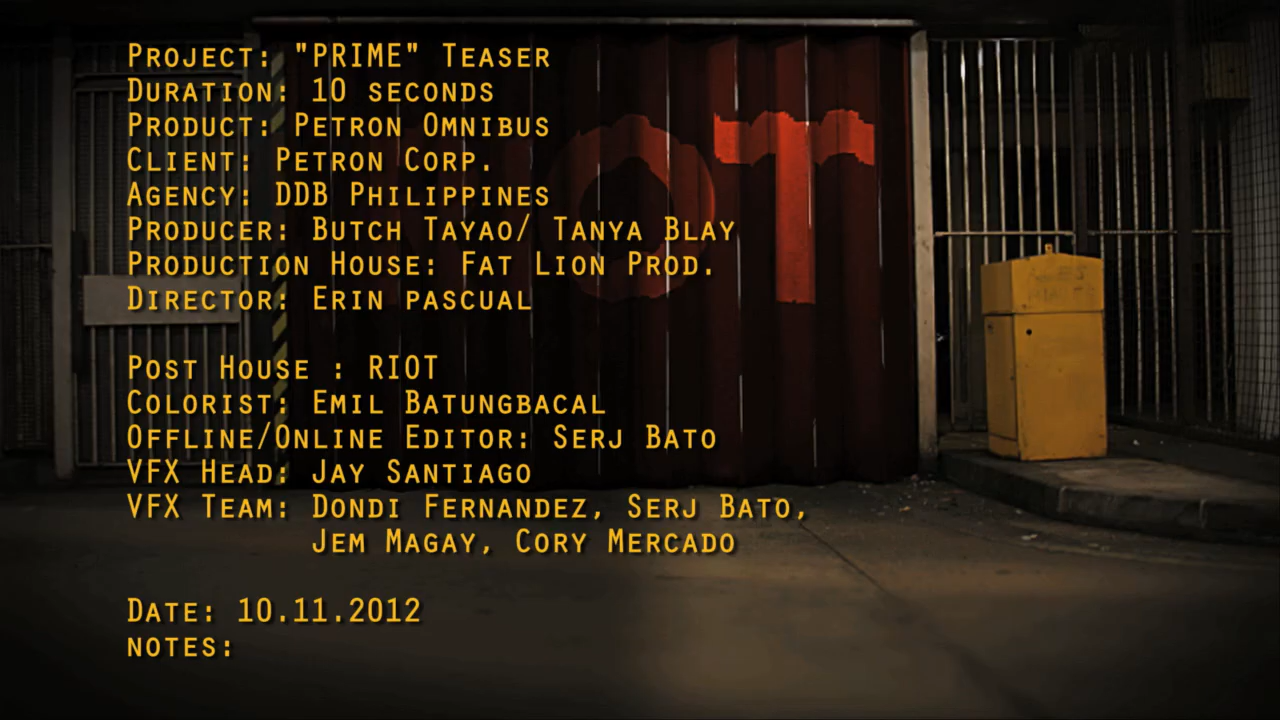 Project: "PRIME" Teaser
Duration: 10 seconds
Product: Petron Omnibus
Client: Petron Corp.
Agency: DDB Philippines
Producer: Butch Tayao/ Tanya Blay
Production House: Fat Lion Prod.
Director: Erin pascual
Post House : RIOT
Colorist: Emil Batungbacal
Offline/Online Editor: Serj Bato
VFX Head: Jay Santiago
VFX Team: Dondi Fernandez, Serj Bato,
Jem Magay, Cory Mercado
Date: 10.11.2012
notes: